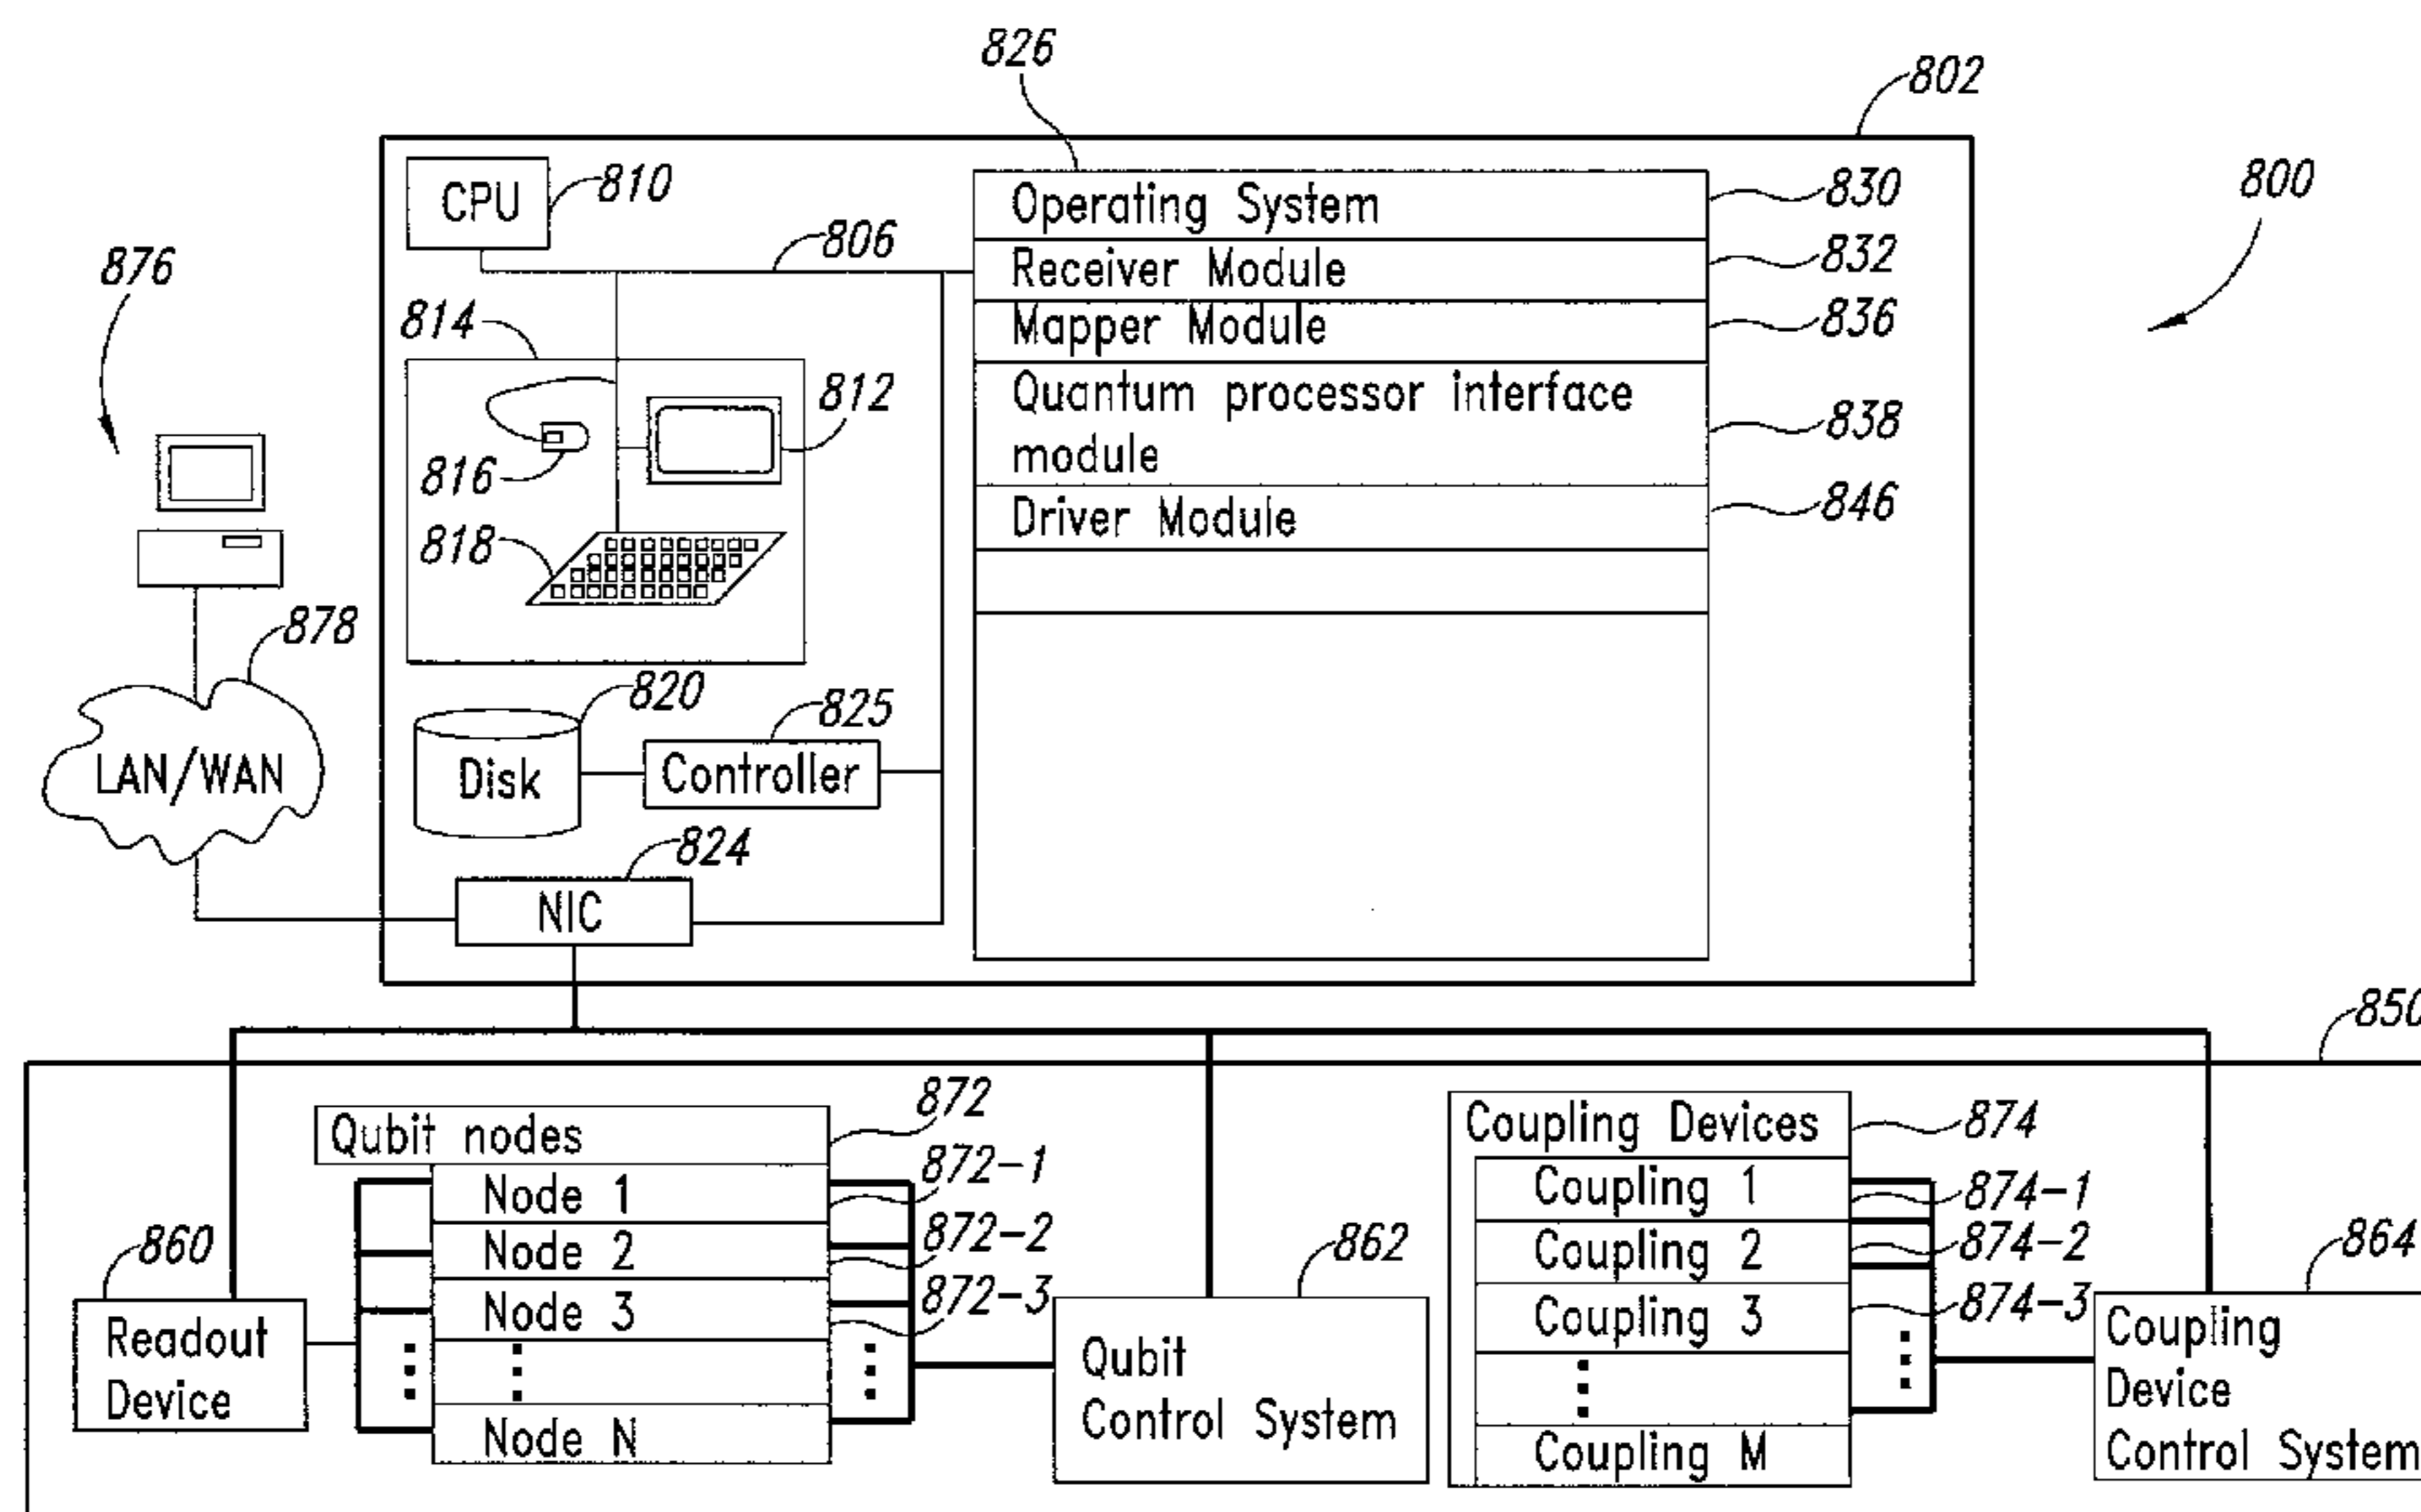 826
802
CPU
810
Operating System
830
800
806
Receiver Module
832
876
814
Mapper Module
836
812
Quantum processor interface
module
838
816
818
Driver Module
846
878
820
825
LAN/WAN
Disk
Controller
824
NIC
850
Qubit nodes
872
Coupling Devices
874
Node 1
872-1
Coupling 1
874-1
860
Node 2
872-2
862
Coupling 2
874-2
864
Readout
Device
Node 3
872-3
Qubit
Control System
Coupling 3
874-3
Coupling
Device
Control System
Node N
Coupling M